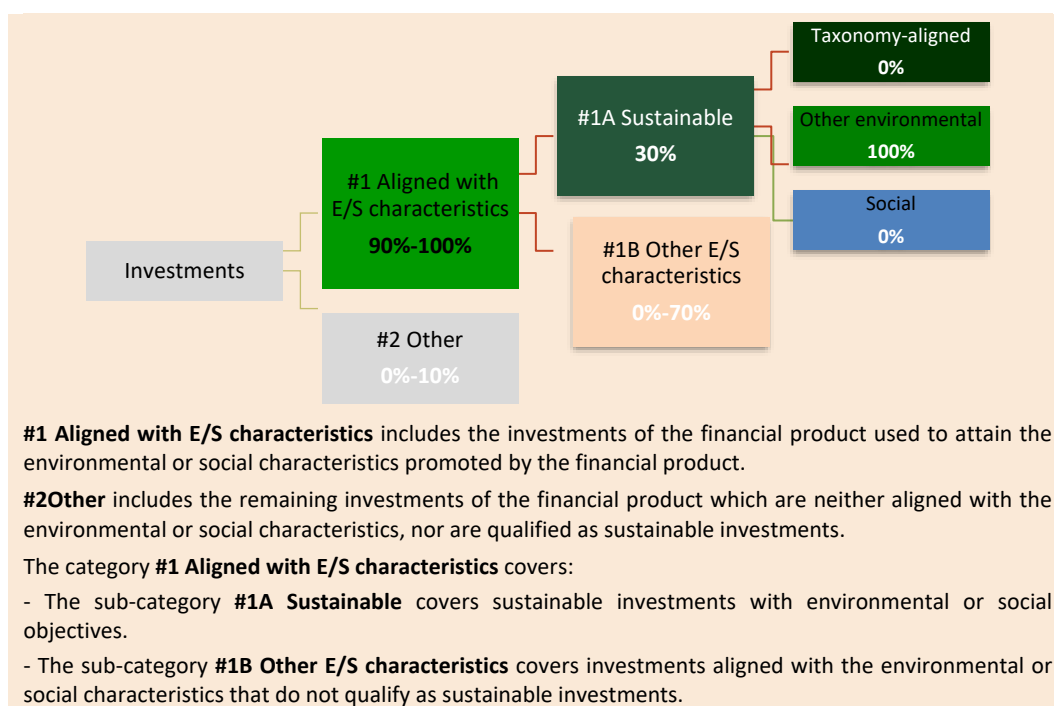 Taxonomy-aligned
0%
#1A Sustainable
30%
Other environmental
100%
#1 Aligned with
E/S characteristics
90%-100%
Social
0%
#1B Other E/S
characteristics
0%-70%
Investments
#2 Other
0%-10%
#1 Aligned with E/S characteristics includes the investments of the financial product used to attain the
environmental or social characteristics promoted by the financial product.
#2Other includes the remaining investments of the financial product which are neither aligned with the
environmental or social characteristics, nor are qualified as sustainable investments.
The category #1 Aligned with E/S characteristics covers:
- The sub-category #1A Sustainable covers sustainable investments with environmental or social
objectives.
- The sub-category #1B Other E/S characteristics covers investments aligned with the environmental or
social characteristics that do not qualify as sustainable investments.